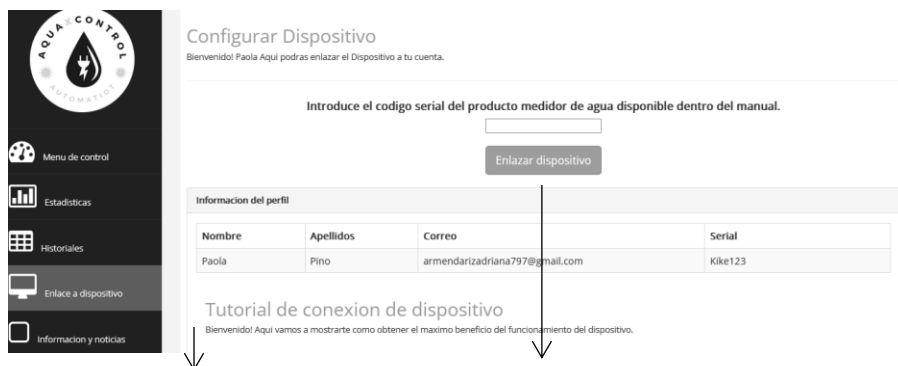 AQUAXCONTROL
AUTOMATIOT
Menu de control
Estadisticas
Historiales
Enlace a dispositivo
Informacion y noticias
Configurar Dispositivo
Bienvenido! Paola Aqui podras enlazar el Dispositivo a tu cuenta.
Introduce el codigo serial del producto medidor de agua disponible dentro del manual.
Enlazar dispositivo
Informacion del perfil
Nombre Apellidos Correo Serial
Paola Pino armendarizadriana797@gmail.com Kike123
Tutorial de conexion de dispositivo
Bienvenido! Aqui vamos a mostrarte como obtener el maximo beneficio del funcionamiento del dispositivo.